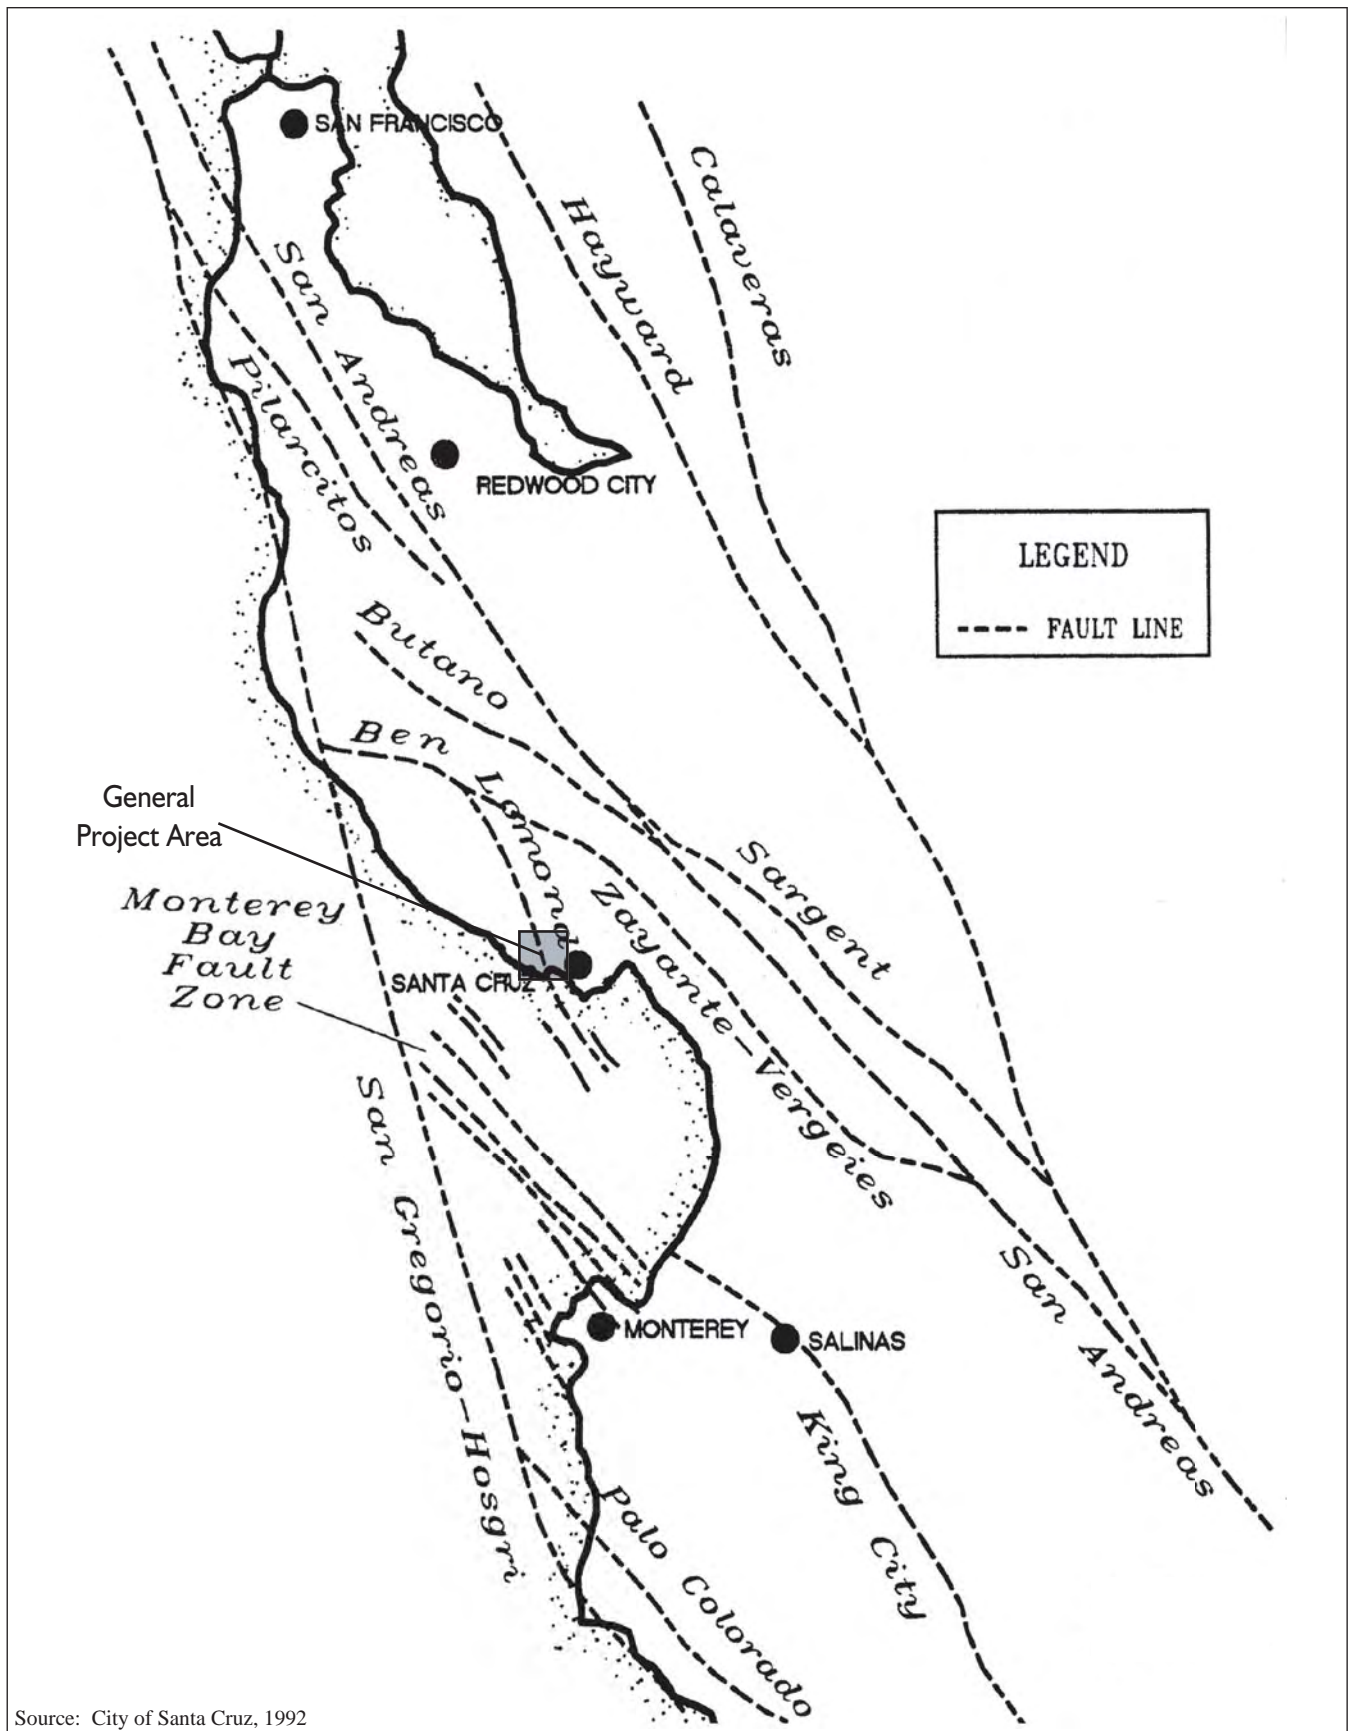 SAN FRANCISCO
Calaveras
Hayward
San Andreas
Pilarcitos
REDWOOD CITY
LEGEND
FAULT LINE
Butano
Ben Lomond
General
Project Area
Sargent
Zayante-Vergeies
Monterey
Bay
Fault
Zone
SANTA CRUZ
San Gregorio-Hosgri
San Andreas
MONTEREY
SALINAS
King City
Palo Colorado
Source: City of Santa Cruz, 1992